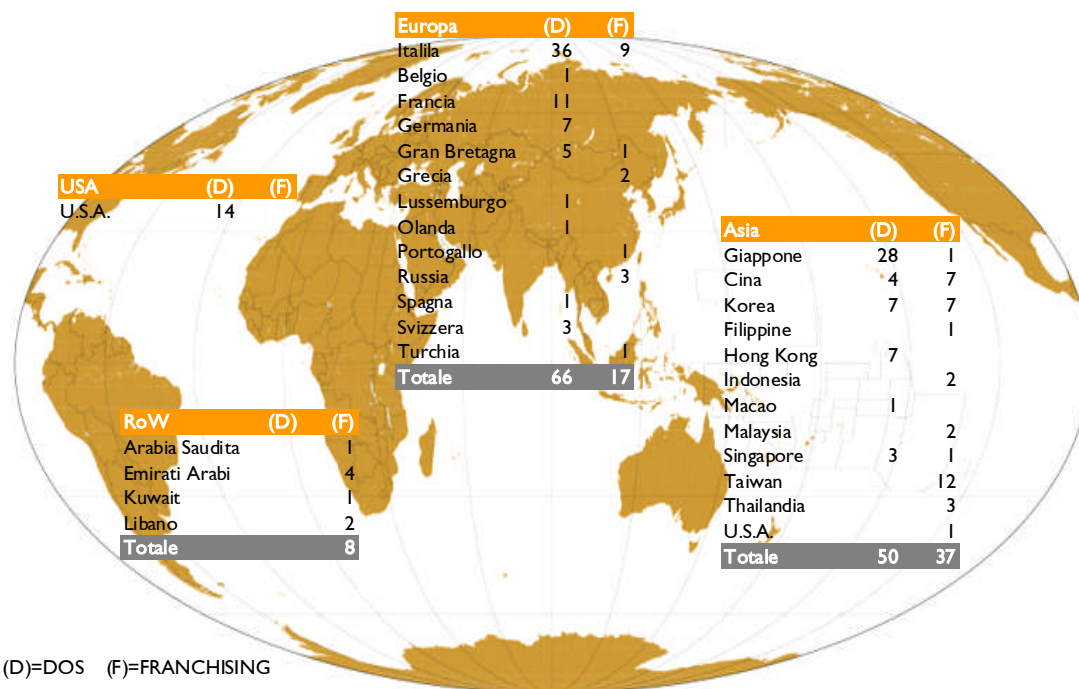 Europa (D) (F)
Italila 36 9
Belgio 1
Francia 11
Germania 7
Gran Bretagna 5 1
Grecia 2
Lussemburgo 1
Olanda 1
Portogallo 1
Russia 3
Spagna 1
Svizzera 3
Turchia 1
Totale 66 17
USA (D) (F)
U.S.A. 14
Asia (D) (F)
Giappone 28 1
Cina 4 7
Korea 7 7
Filippine 1
Hong Kong 7
Indonesia 2
Macao 1
Malaysia 2
Singapore 3 1
Taiwan 12
Thailandia 3
U.S.A. 1
Totale 50 37
RoW (D) (F)
Arabia Saudita 1
Emirati Arabi 4
Kuwait 1
Libano 2
Totale 8
(D)=DOS (F)=FRANCHISING